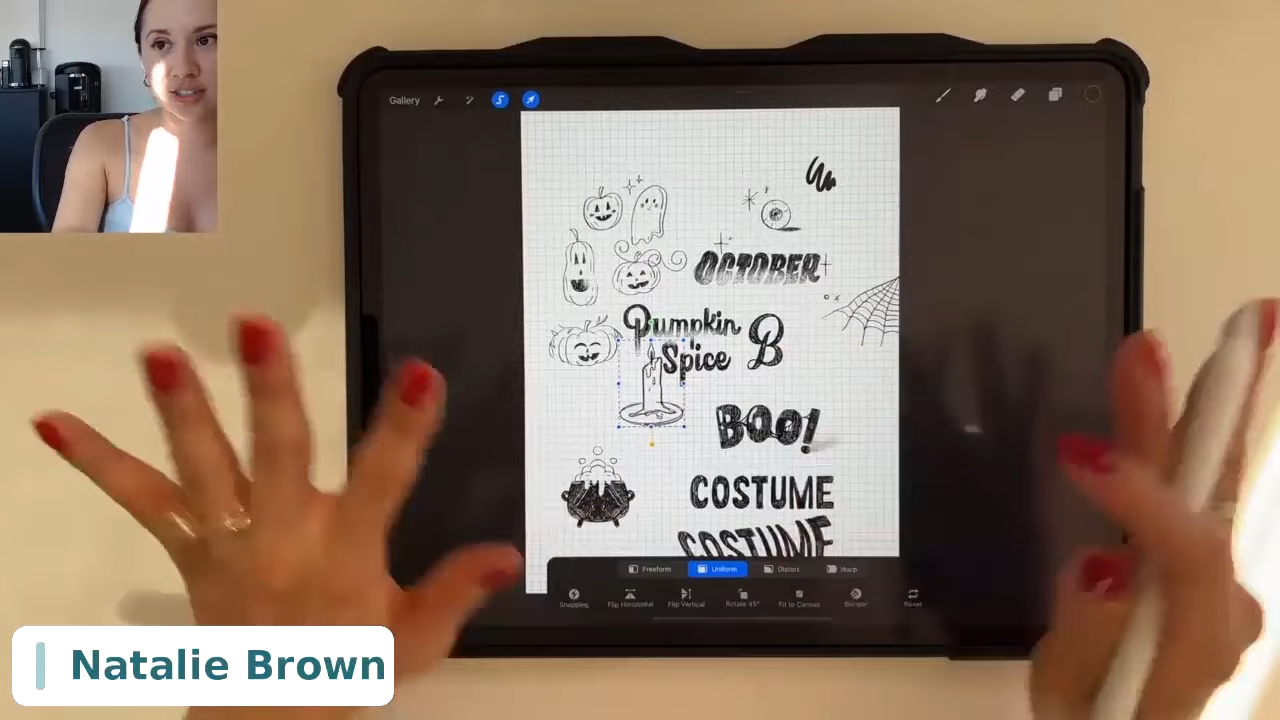 Gallery
OCTOBER
Pumpkin
Spice
B
BOO!
COSTUME
COSTUME
Freeform
Uniform
Distort
Warp
Snapping
Flip Horizontal
Flip Vertical
Rotate 45°
Fit to Canvas
Reset
Natalie Brown